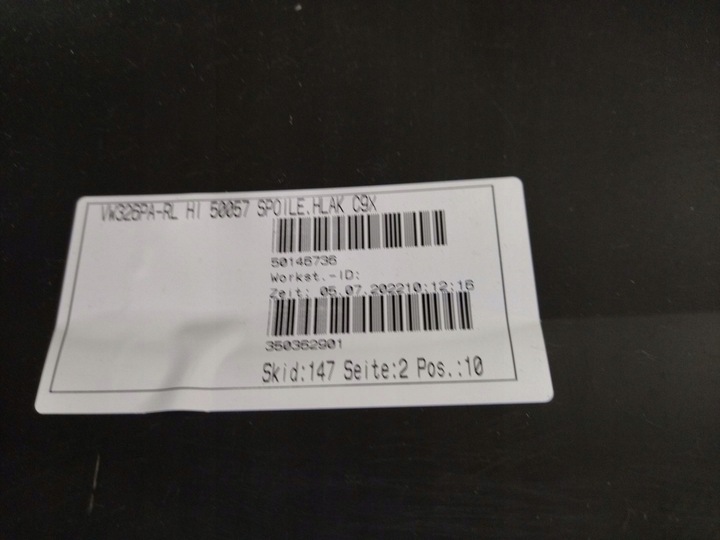 VW326PA-RL HI 50057 SPOILE.HLAK C9X
50146736
Workst.-ID:
Zeit: 05.07.202210:12:16
350362901
Skid:147 Seite:2 Pos.:10